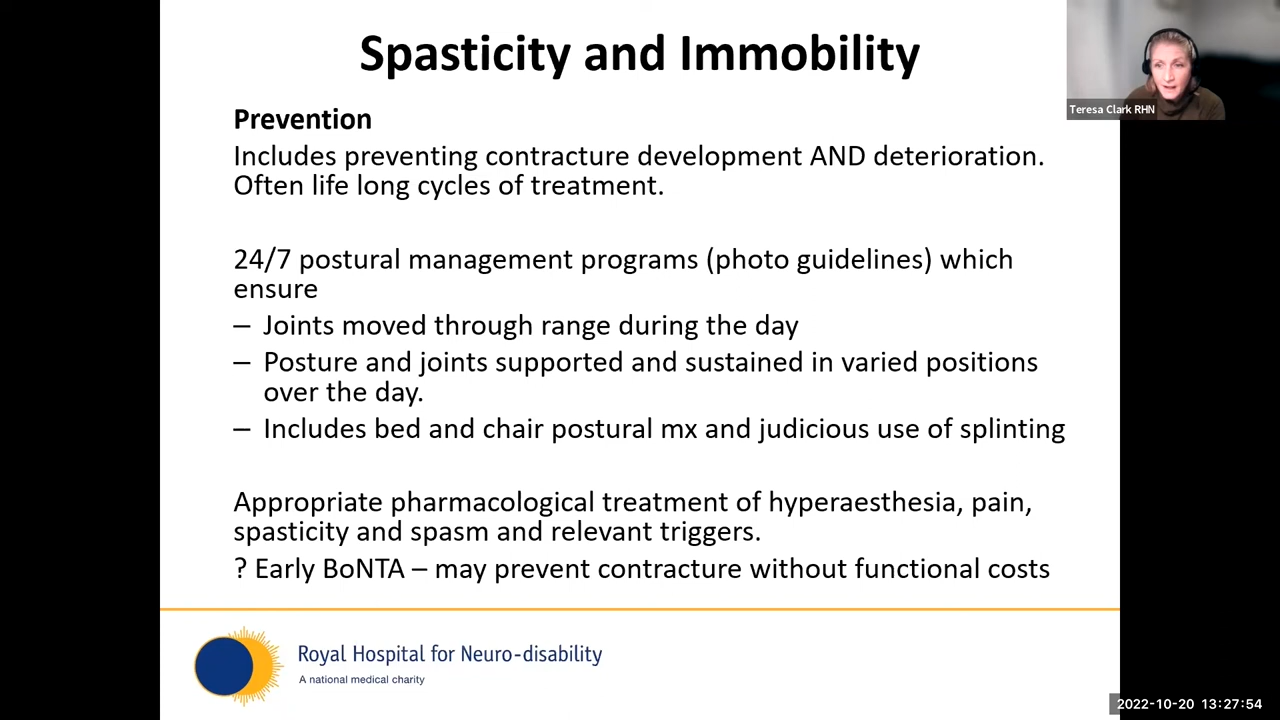 Spasticity and Immobility
Teresa Clark RHN
Prevention
Includes preventing contracture development AND deterioration.
Often life long cycles of treatment.
24/7 postural management programs (photo guidelines) which
ensure
– Joints moved through range during the day
– Posture and joints supported and sustained in varied positions
over the day.
– Includes bed and chair postural mx and judicious use of splinting
Appropriate pharmacological treatment of hyperaesthesia, pain,
spasticity and spasm and relevant triggers.
? Early BoNTA – may prevent contracture without functional costs
Royal Hospital for Neuro-disability
A national medical charity
2022-10-20 13:27:54